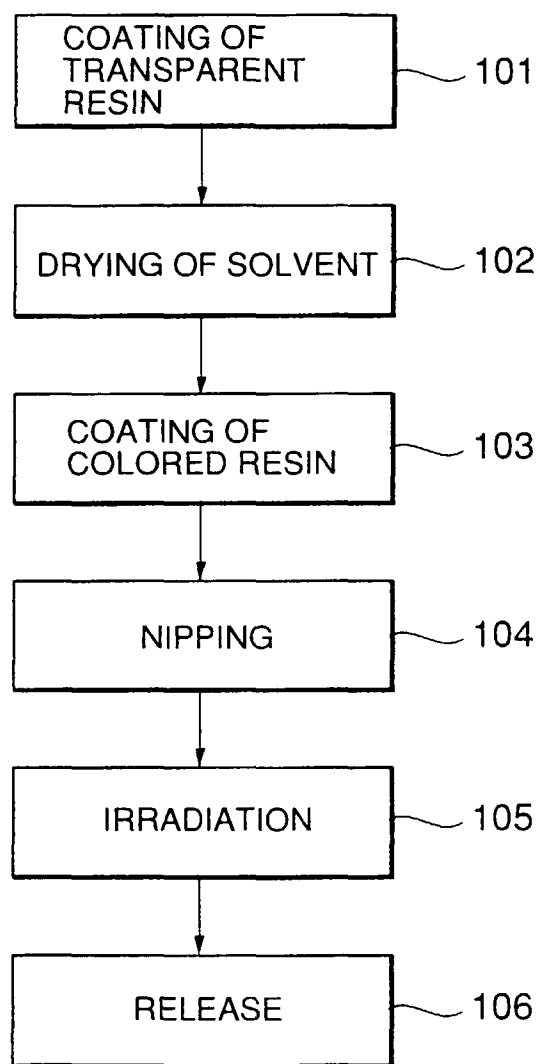 COATING OF
TRANSPARENT
RESIN
101
DRYING OF SOLVENT
102
COATING OF
COLORED RESIN
103
NIPPING
104
IRRADIATION
105
RELEASE
106